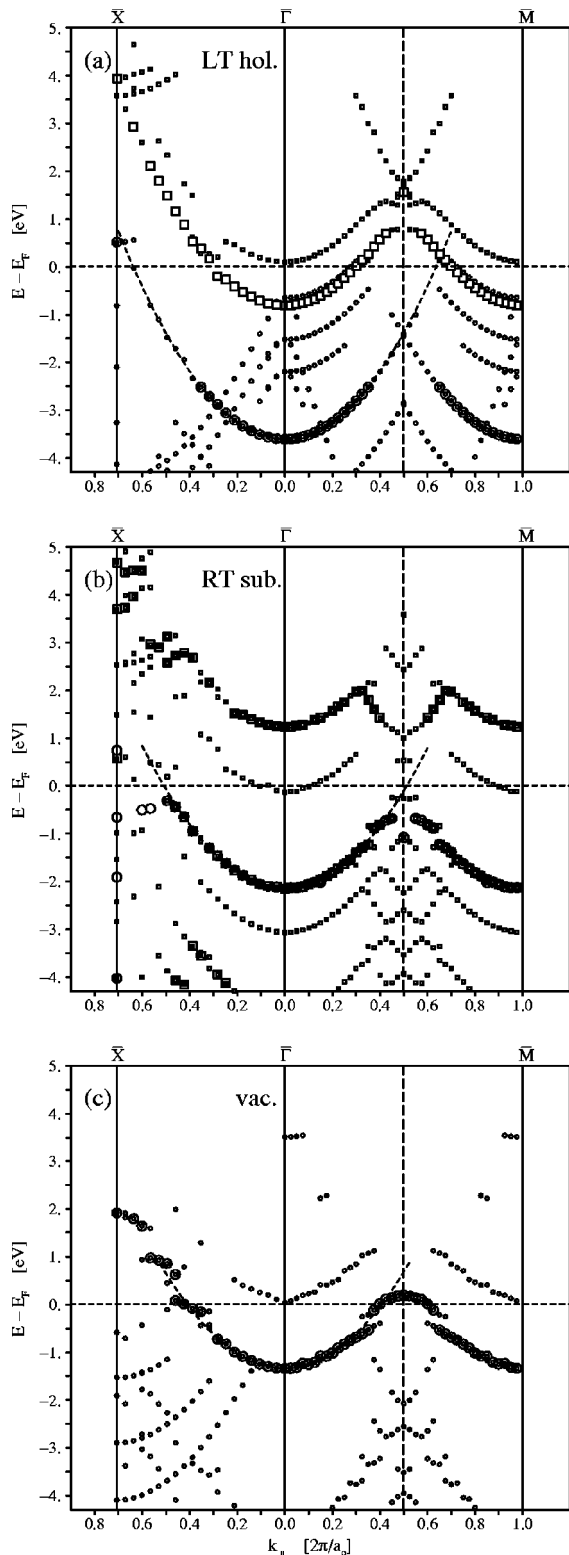 X̄ Γ̄ M̄
5.
(a) LT hol.
4.
3.
2.
1.
E − E_F [eV]
0.
−1.
−2.
−3.
−4.
0.8 0.6 0.4 0.2 0.0 0.2 0.4 0.6 0.8 1.0
X̄ Γ̄ M̄
5.
(b) RT sub.
4.
3.
2.
1.
E − E_F [eV]
0.
−1.
−2.
−3.
−4.
0.8 0.6 0.4 0.2 0.0 0.2 0.4 0.6 0.8 1.0
X̄ Γ̄ M̄
5.
(c) vac.
4.
3.
2.
1.
E − E_F [eV]
0.
−1.
−2.
−3.
−4.
0.8 0.6 0.4 0.2 0.0 0.2 0.4 0.6 0.8 1.0
k_∥ [2π/a_0]